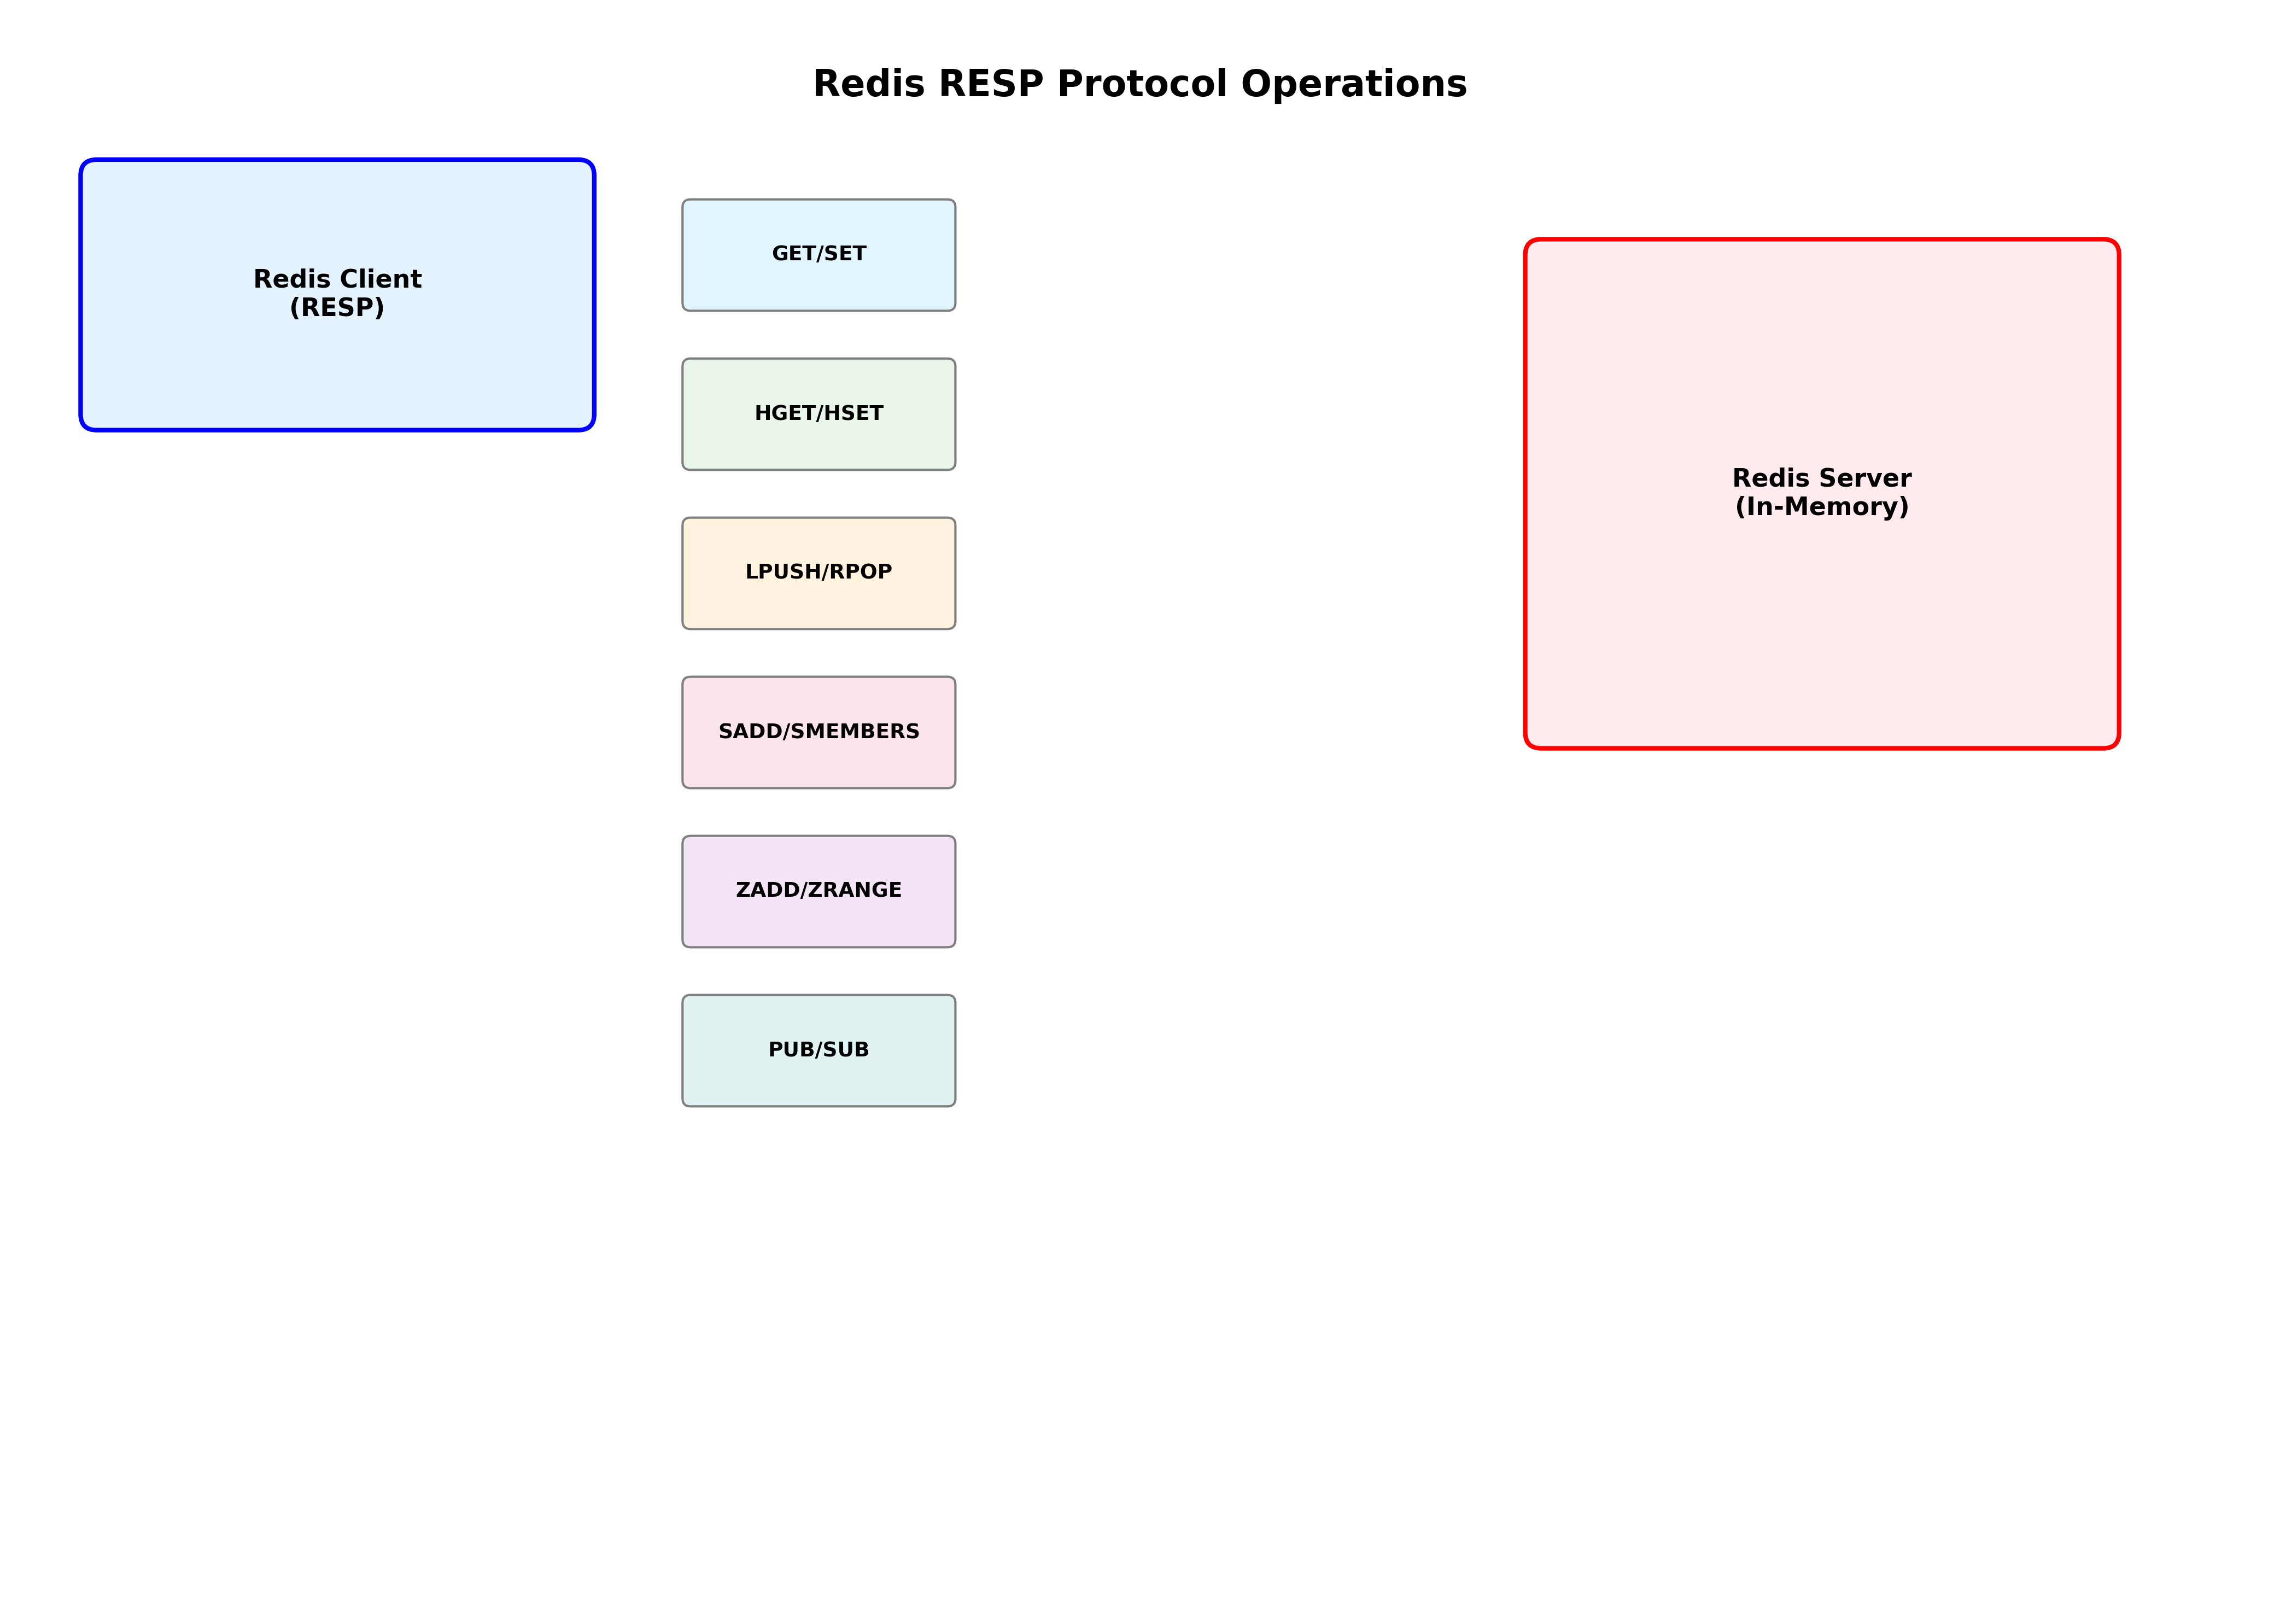 Redis RESP Protocol Operations
Redis Client
(RESP)
GET/SET
HGET/HSET
LPUSH/RPOP
SADD/SMEMBERS
ZADD/ZRANGE
PUB/SUB
Redis Server
(In-Memory)